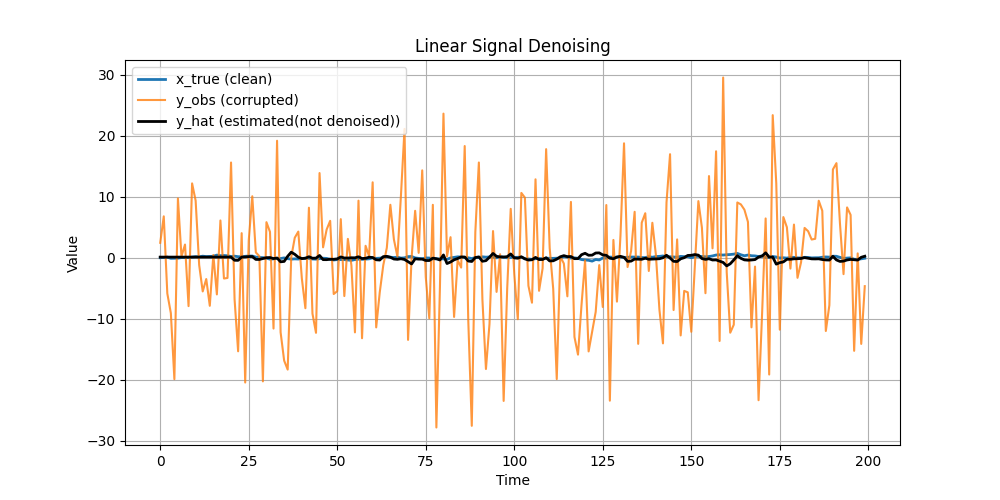 Linear Signal Denoising
x_true (clean)
y_obs (corrupted)
y_hat (estimated(not denoised))
Value
30
20
10
0
−10
−20
−30
0 25 50 75 100 125 150 175 200
Time